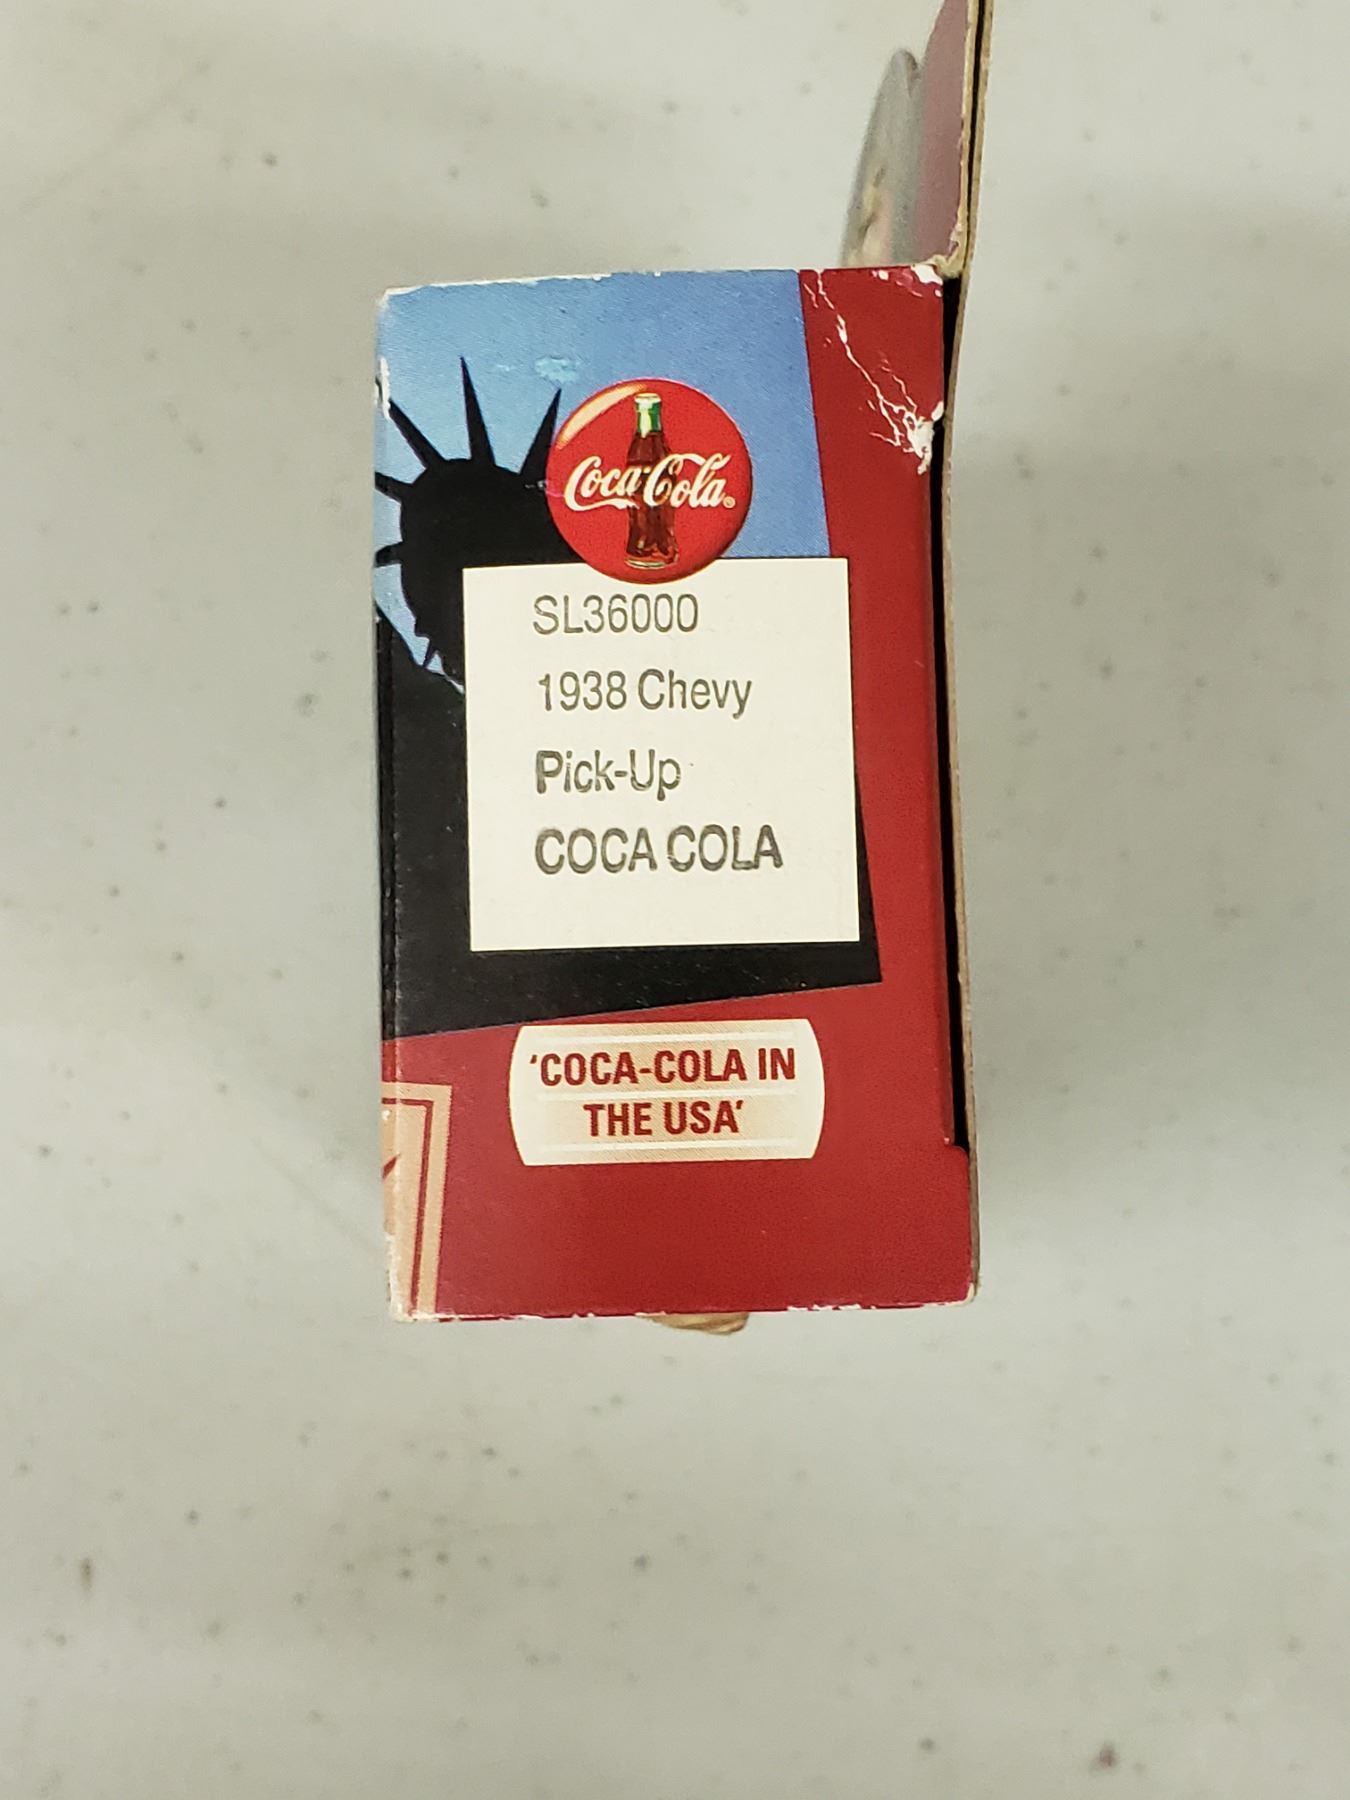 Coca-Cola®
SL36000
1938 Chevy
Pick-Up
COCA COLA
'COCA-COLA IN
THE USA'